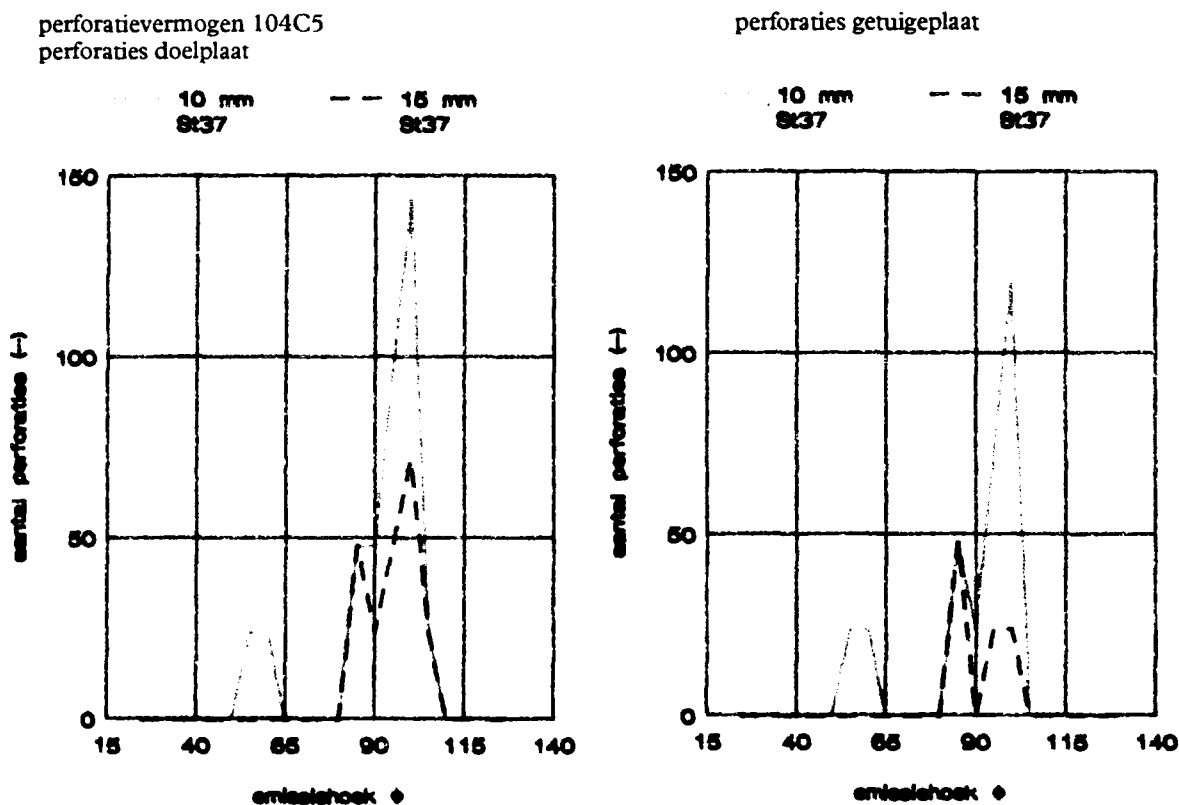 perforatievermogen 104C5
perforaties doelplaat
10 mm
St37
15 mm
St37
150
100
50
0
15
40
65
90
115
140
aantal perforaties (-)
emissiehoek Φ
perforaties getuigeplaat
10 mm
St37
15 mm
St37
150
100
50
0
15
40
65
90
115
140
aantal perforaties (-)
emissiehoek Φ